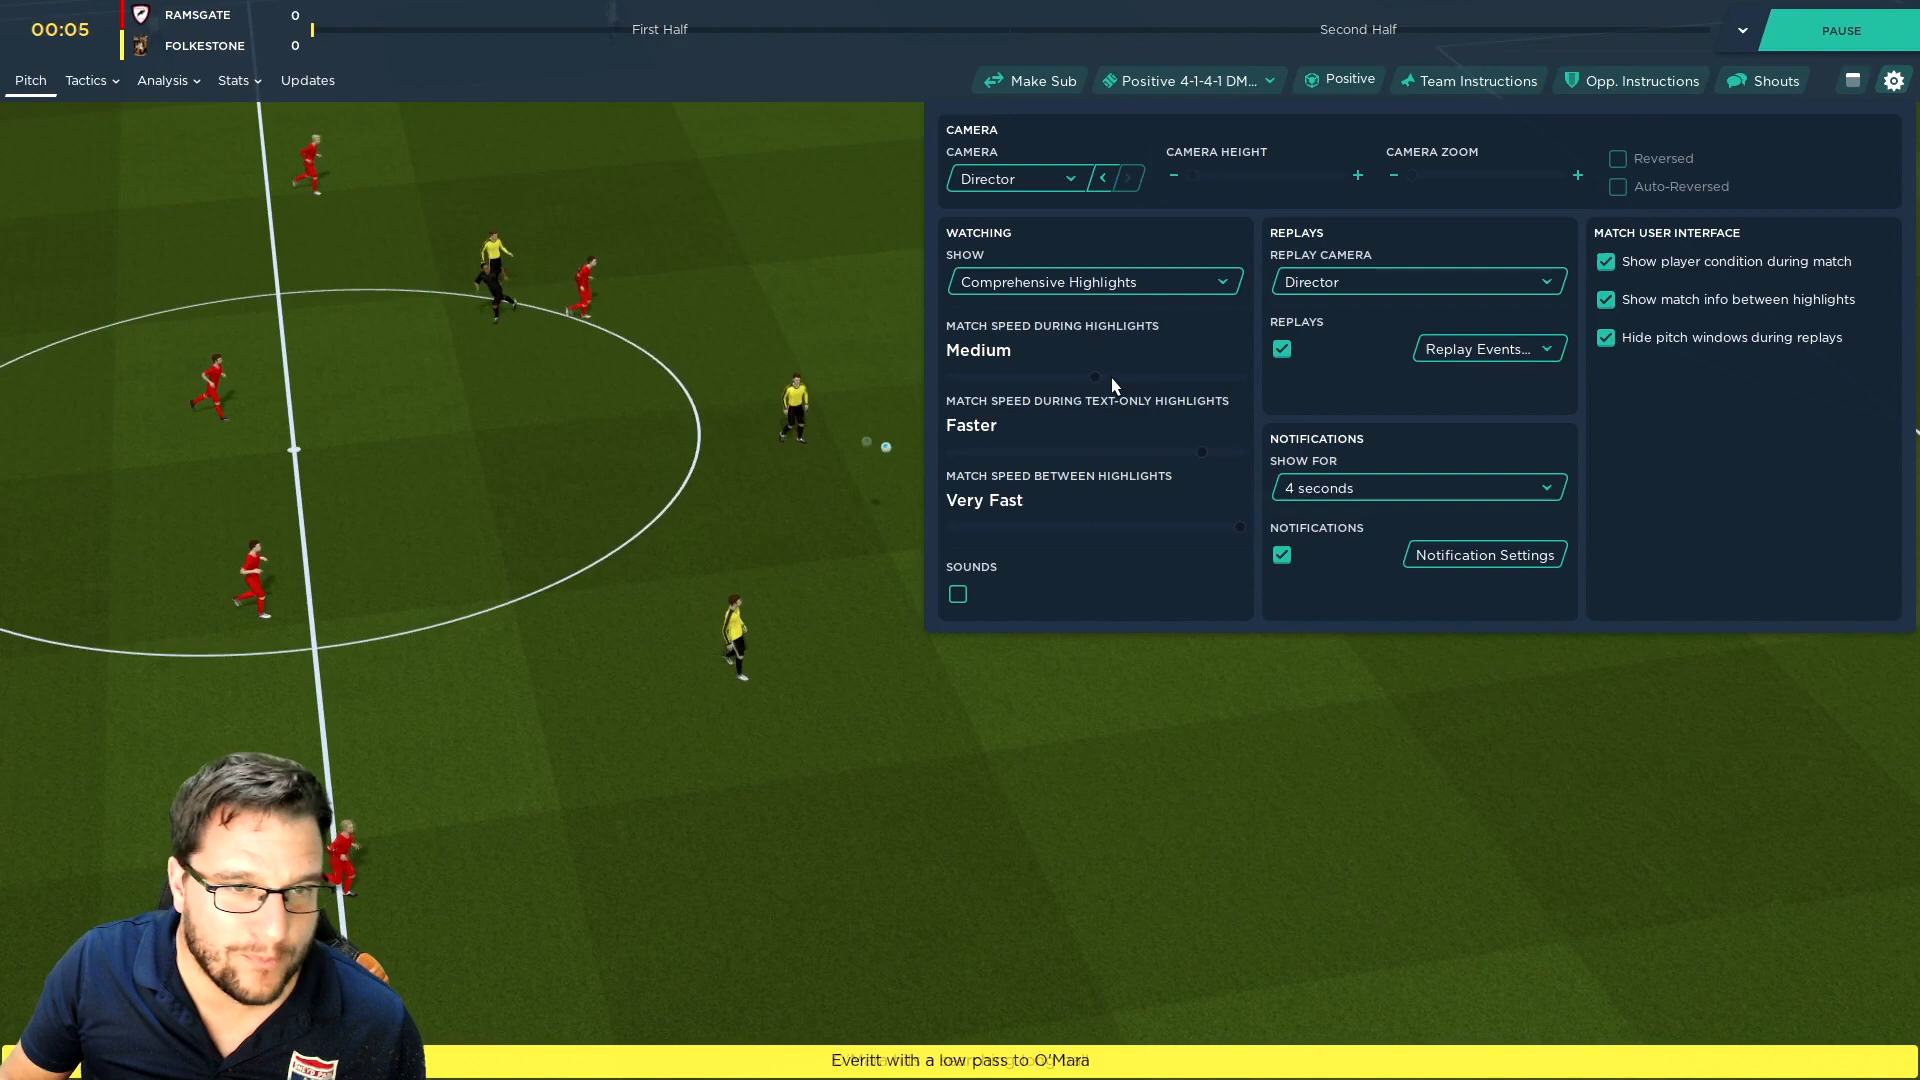 00:05
RAMSGATE 0
FOLKESTONE 0
First Half
Second Half
PAUSE
Pitch
Tactics
Analysis
Stats
Updates
Make Sub
Positive 4-1-4-1 DM...
Positive
Team Instructions
Opp. Instructions
Shouts
CAMERA
CAMERA
Director
CAMERA HEIGHT
CAMERA ZOOM
Reversed
Auto-Reversed
WATCHING
SHOW
Comprehensive Highlights
MATCH SPEED DURING HIGHLIGHTS
Medium
MATCH SPEED DURING TEXT-ONLY HIGHLIGHTS
Faster
MATCH SPEED BETWEEN HIGHLIGHTS
Very Fast
SOUNDS
REPLAYS
REPLAY CAMERA
Director
REPLAYS
Replay Events...
NOTIFICATIONS
SHOW FOR
4 seconds
NOTIFICATIONS
Notification Settings
MATCH USER INTERFACE
Show player condition during match
Show match info between highlights
Hide pitch windows during replays
Everitt with a low pass to O'Mara